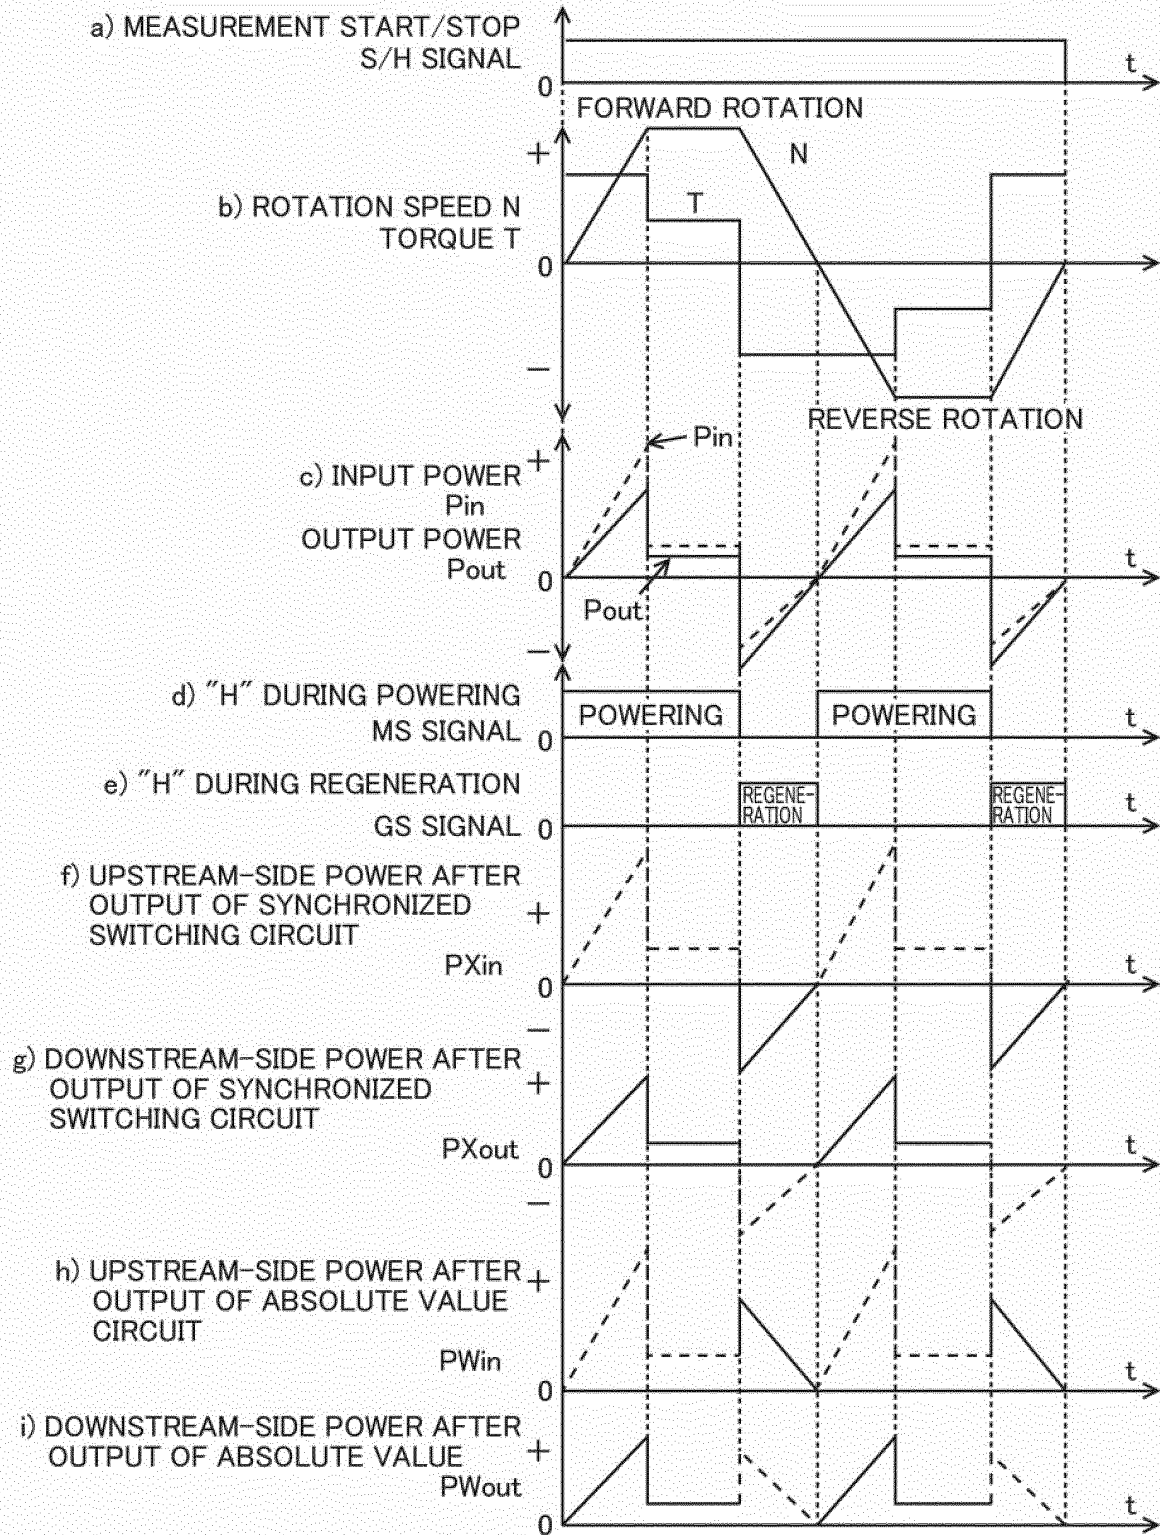 a) MEASUREMENT START/STOP
S/H SIGNAL
t
0
FORWARD ROTATION
+
N
b) ROTATION SPEED N
T
TORQUE T
0
−
REVERSE ROTATION
Pin
+
c) INPUT POWER
Pin
OUTPUT POWER
Pout
t
0
Pout
−
d) "H" DURING POWERING
MS SIGNAL
POWERING
POWERING
t
0
e) "H" DURING REGENERATION
GS SIGNAL
REGENE-
RATION
REGENE-
RATION
t
0
f) UPSTREAM-SIDE POWER AFTER
OUTPUT OF SYNCHRONIZED
SWITCHING CIRCUIT
+
PXin
t
0
−
g) DOWNSTREAM-SIDE POWER AFTER
OUTPUT OF SYNCHRONIZED
SWITCHING CIRCUIT
+
PXout
t
0
−
h) UPSTREAM-SIDE POWER AFTER
OUTPUT OF ABSOLUTE VALUE
CIRCUIT
+
PWin
t
0
i) DOWNSTREAM-SIDE POWER AFTER
OUTPUT OF ABSOLUTE VALUE
+
PWout
t
0